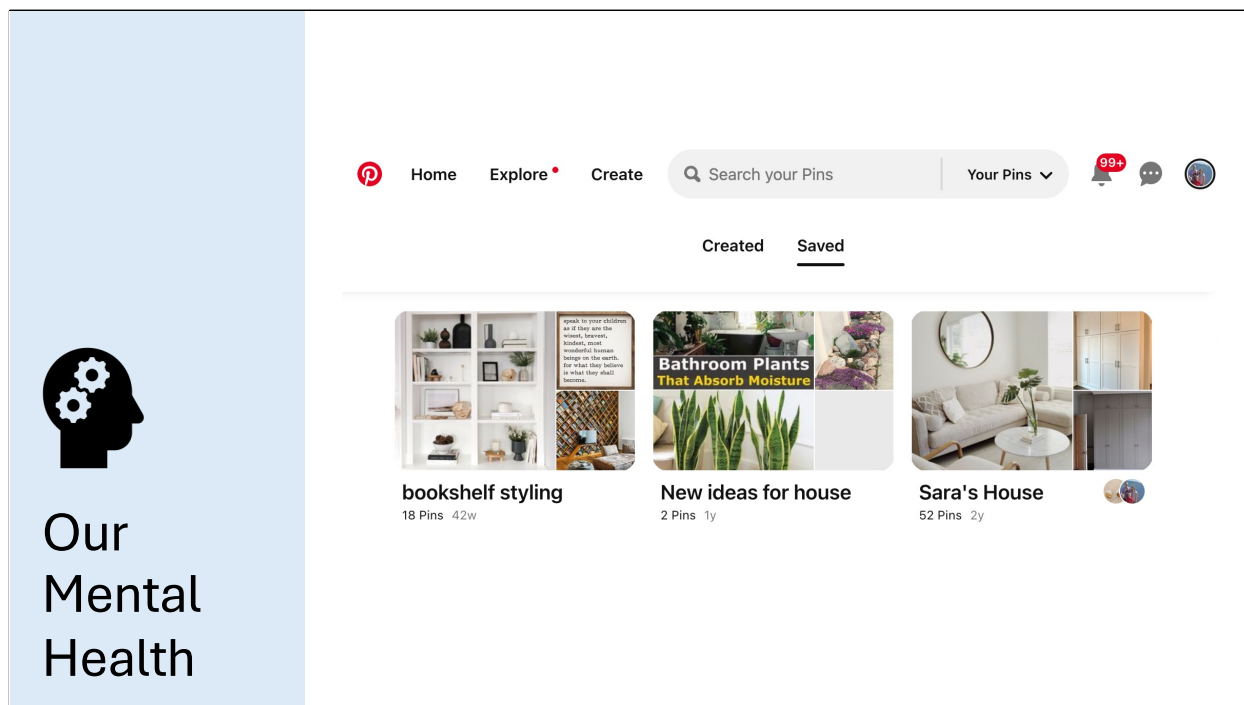 Our
Mental
Health
Home Explore Create Search your Pins Your Pins 99+
Created Saved
speak to your children
as if they are the
wisest, bravest,
kindest, most
wonderful human
beings on the earth.
for what they believe
is what they shall
become.
Bathroom Plants
That Absorb Moisture
bookshelf styling
18 Pins 42w
New ideas for house
2 Pins 1y
Sara's House
52 Pins 2y